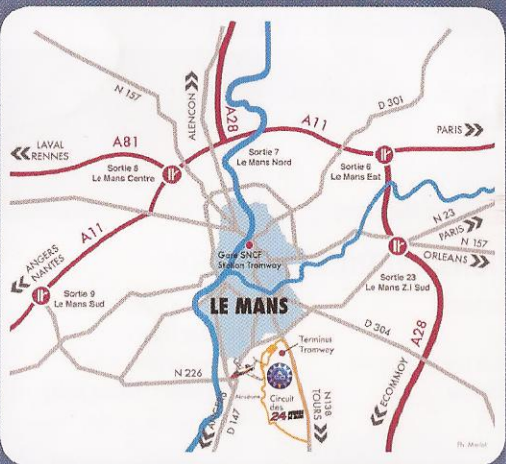 N 157
ALENCON
A28
D 301
A11
PARIS
LAVAL
RENNES
A81
Sortie 8
Le Mans Centre
Sortie 7
Le Mans Nord
Sortie 6
Le Mans Est
N 23
PARIS
N 157
ORLEANS
A11
ANGERS
NANTES
Gare SNCF
Station Tramway
Sortie 9
Le Mans Sud
LE MANS
Sortie 23
Le Mans Z.I Sud
A28
D 304
Terminus
Tramway
N 226
Circuit
des
24
ECOMMOY
D 147
N138
TOURS